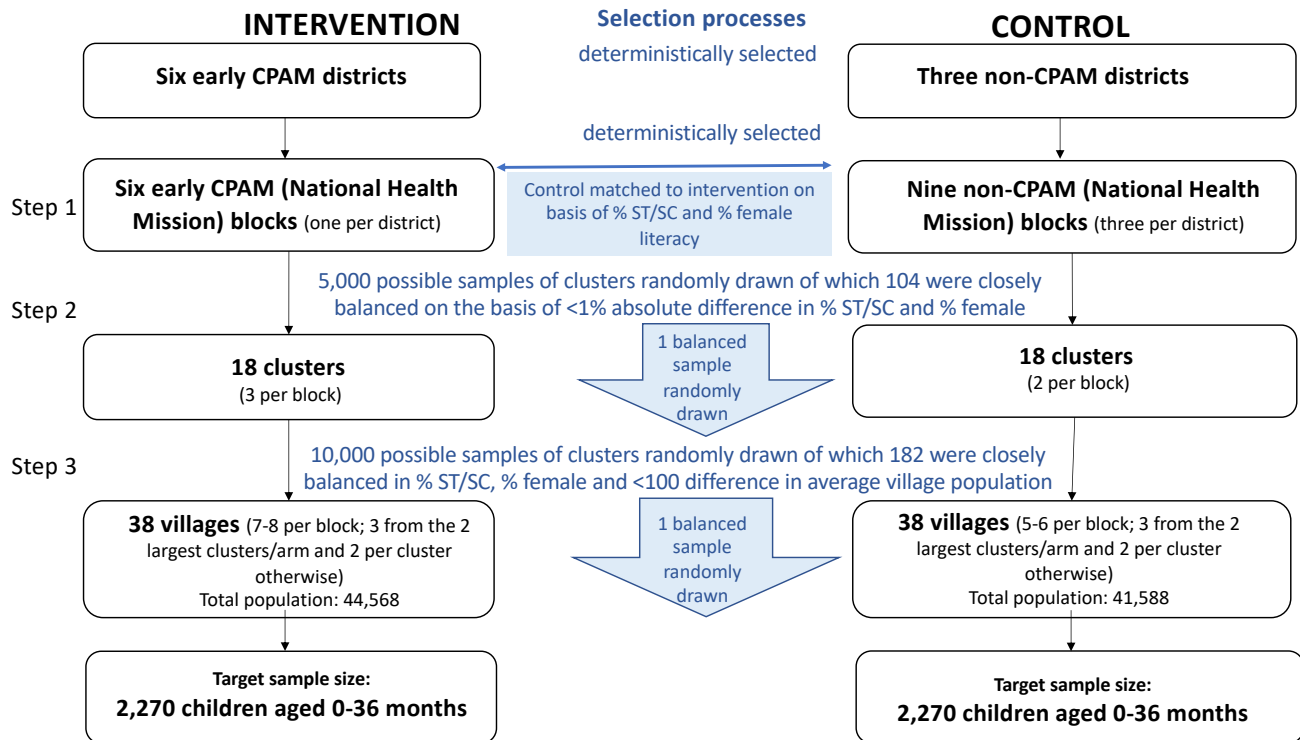 INTERVENTION
Selection processes
CONTROL
deterministically selected
Six early CPAM districts
Three non-CPAM districts
deterministically selected
Step 1
Six early CPAM (National Health
Mission) blocks (one per district)
Control matched to intervention on
basis of % ST/SC and % female
literacy
Nine non-CPAM (National Health
Mission) blocks (three per district)
Step 2
5,000 possible samples of clusters randomly drawn of which 104 were closely
balanced on the basis of <1% absolute difference in % ST/SC and % female
18 clusters
(3 per block)
1 balanced
sample
randomly
drawn
18 clusters
(2 per block)
Step 3
10,000 possible samples of clusters randomly drawn of which 182 were closely
balanced in % ST/SC, % female and <100 difference in average village population
38 villages (7-8 per block; 3 from the 2
largest clusters/arm and 2 per cluster
otherwise)
Total population: 44,568
1 balanced
sample
randomly
drawn
38 villages (5-6 per block; 3 from the 2
largest clusters/arm and 2 per cluster
otherwise)
Total population: 41,588
Target sample size:
2,270 children aged 0-36 months
Target sample size:
2,270 children aged 0-36 months